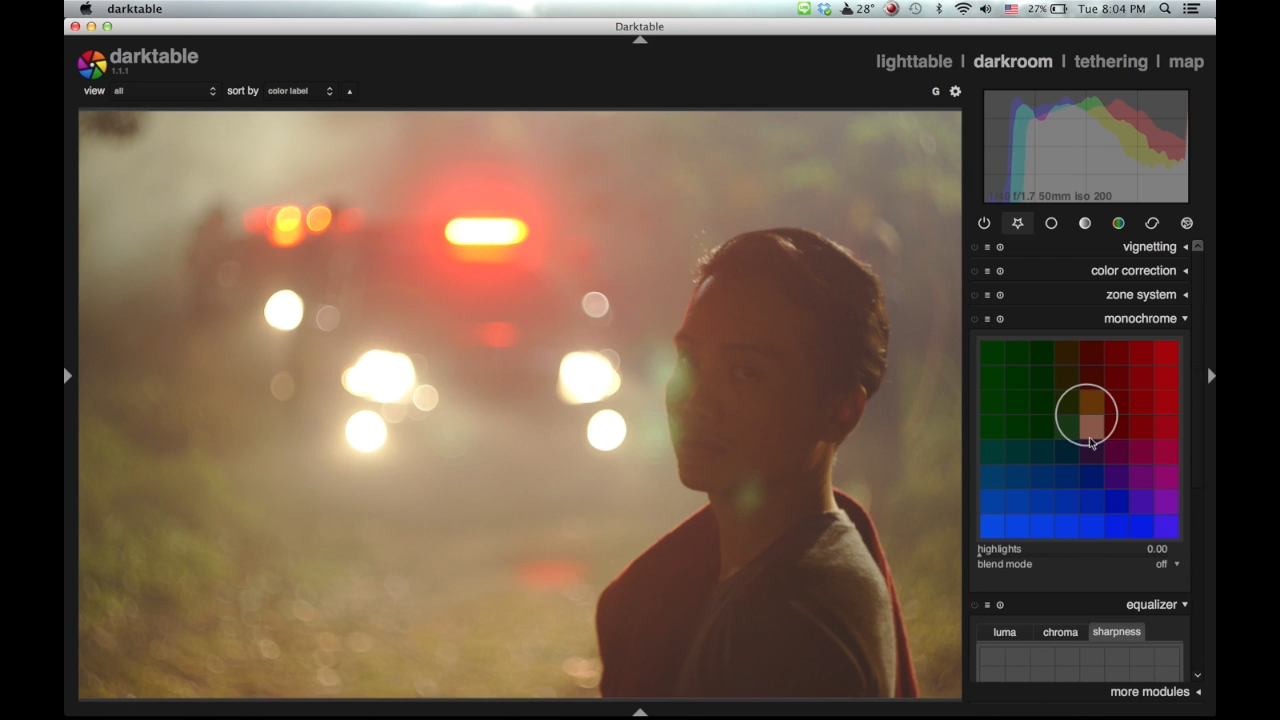 darktable 28° 27% Tue 8:04 PM
Darktable
darktable
1.1.1
lighttable | darkroom | tethering | map
view all sort by color label G
1/40 f/1.7 50mm iso 200
vignetting
color correction
zone system
monochrome
highlights 0.00
blend mode off
equalizer
luma chroma sharpness
more modules